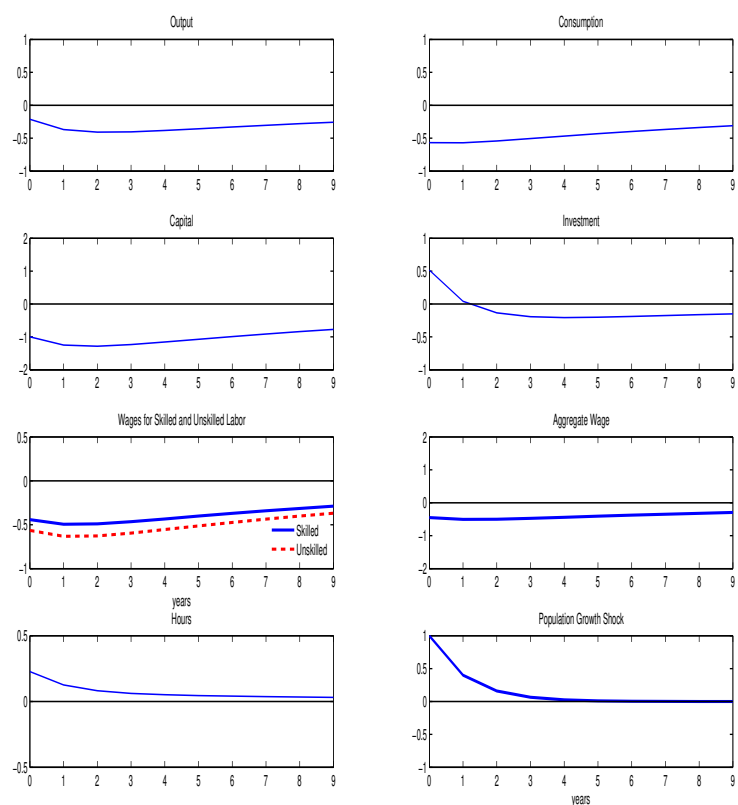 Output
1
0.5
0
−0.5
−1
0 1 2 3 4 5 6 7 8 9
Consumption
1
0.5
0
−0.5
−1
0 1 2 3 4 5 6 7 8 9
Capital
2
1
0
−1
−2
0 1 2 3 4 5 6 7 8 9
Investment
1
0.5
0
−0.5
−1
0 1 2 3 4 5 6 7 8 9
Wages for Skilled and Unskilled Labor
0.5
0
−0.5
−1
Skilled
Unskilled
0 1 2 3 4 5 6 7 8 9
years
Aggregate Wage
2
1
0
−1
−2
0 1 2 3 4 5 6 7 8 9
Hours
0.5
0
−0.5
0 1 2 3 4 5 6 7 8 9
Population Growth Shock
1
0.5
0
−0.5
−1
0 1 2 3 4 5 6 7 8 9
years